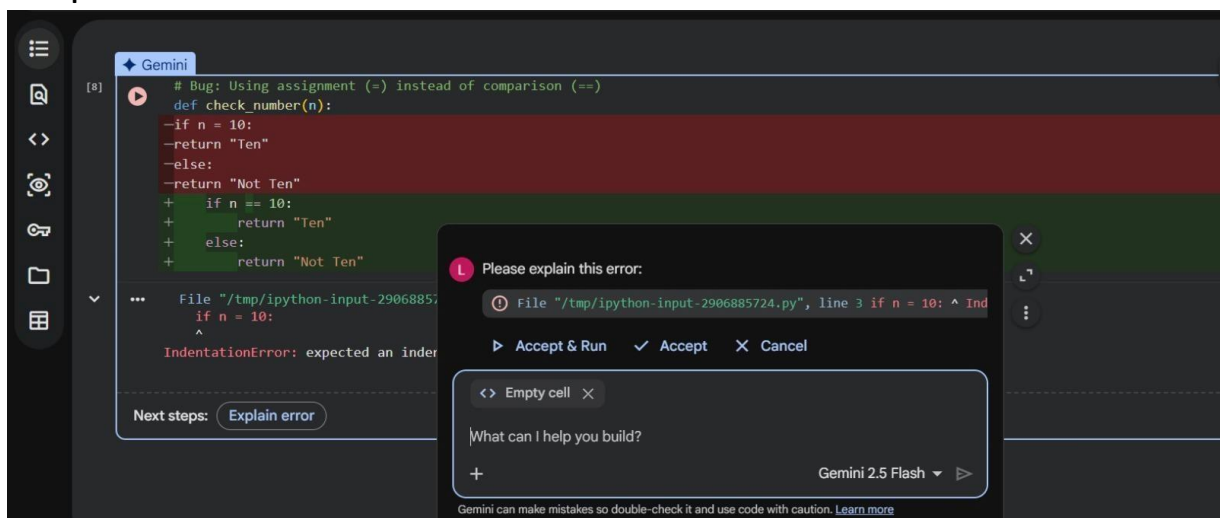 Gemini
[8]
# Bug: Using assignment (=) instead of comparison (==)
def check_number(n):
—if n = 10:
—return "Ten"
—else:
—return "Not Ten"
+ if n == 10:
+ return "Ten"
+ else:
+ return "Not Ten"
File "/tmp/ipython-input-29068857
if n = 10:
^
IndentationError: expected an inden
Next steps: Explain error
L Please explain this error:
File "/tmp/ipython-input-2906885724.py", line 3 if n = 10: ^ Ind
Accept & Run Accept Cancel
<> Empty cell
What can I help you build?
+ Gemini 2.5 Flash
Gemini can make mistakes so double-check it and use code with caution. Learn more